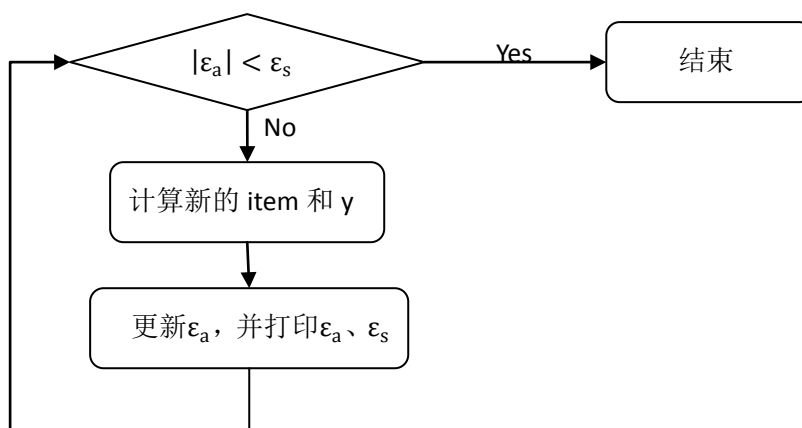 |εₐ| < εₛ
Yes
结束
No
计算新的 item 和 y
更新εₐ，并打印εₐ、εₛ